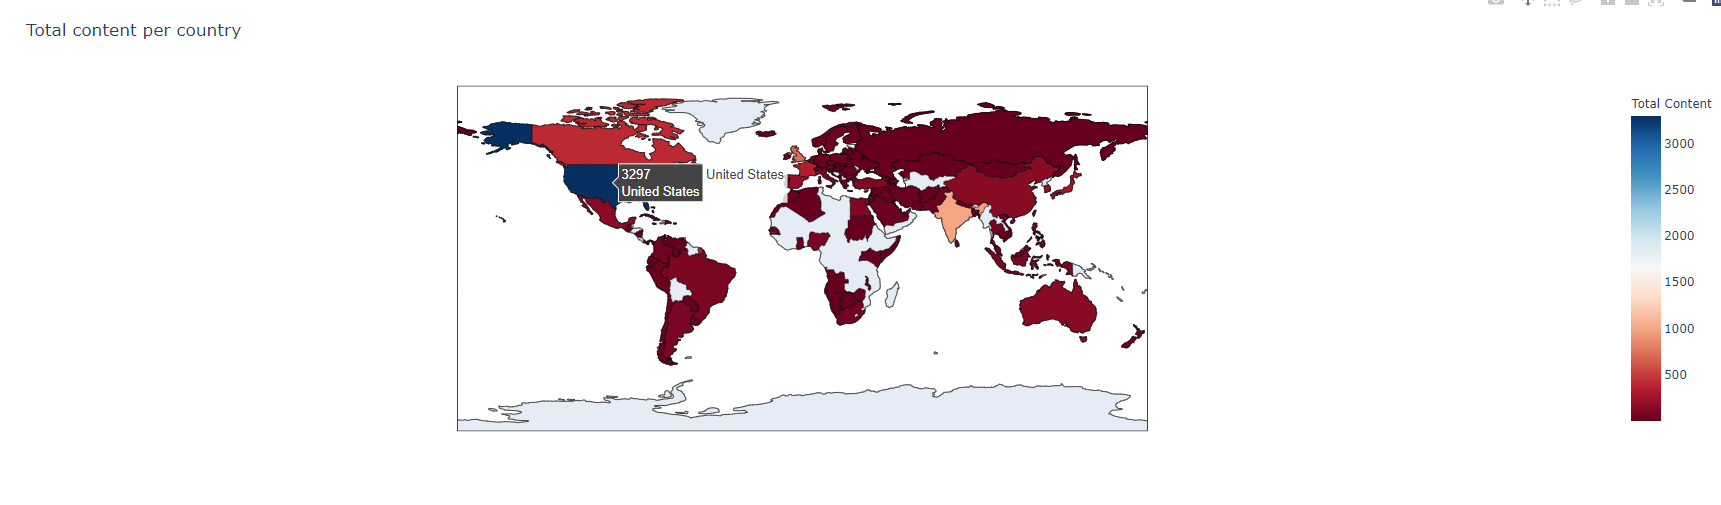 Total content per country
Total Content
3297
United States
United States
3000
2500
2000
1500
1000
500